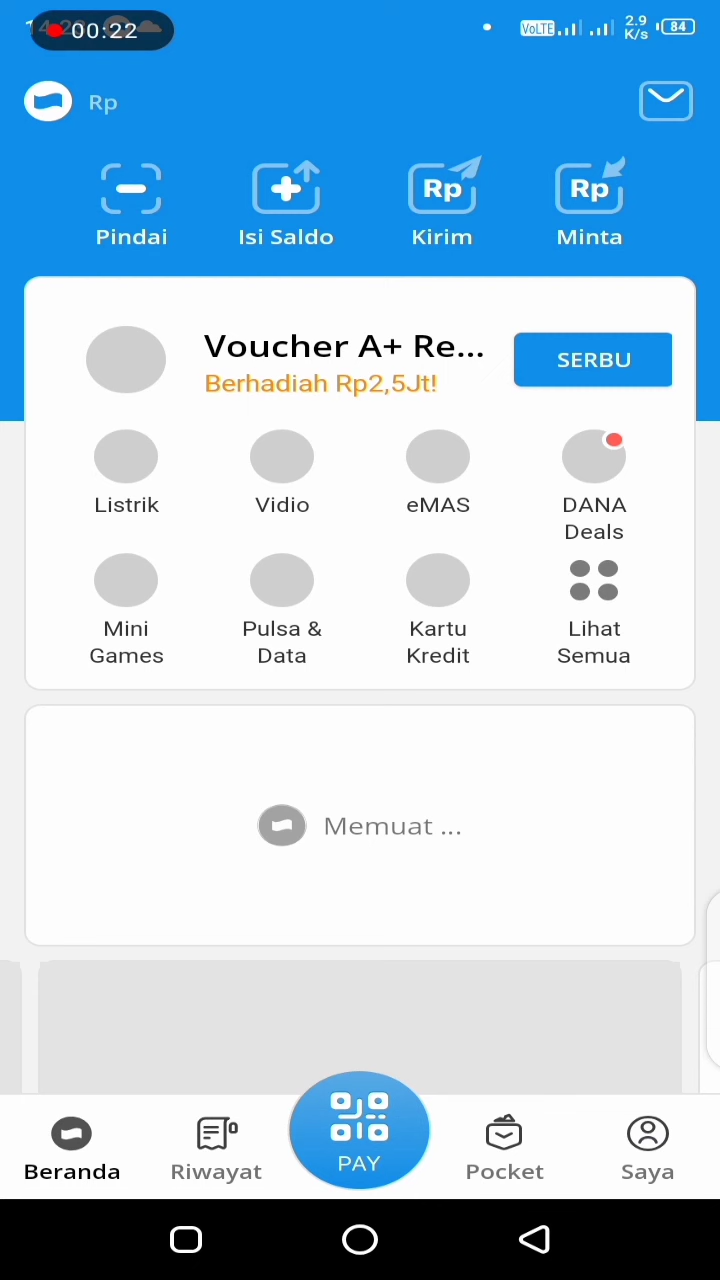 00:22
VoLTE
2.9
K/s
84
Rp
Rp
Rp
Pindai
Isi Saldo
Kirim
Minta
Voucher A+ Re...
Berhadiah Rp2,5Jt!
SERBU
Listrik
Vidio
eMAS
DANA
Deals
Mini
Games
Pulsa &
Data
Kartu
Kredit
Lihat
Semua
Memuat ...
PAY
Beranda
Riwayat
Pocket
Saya